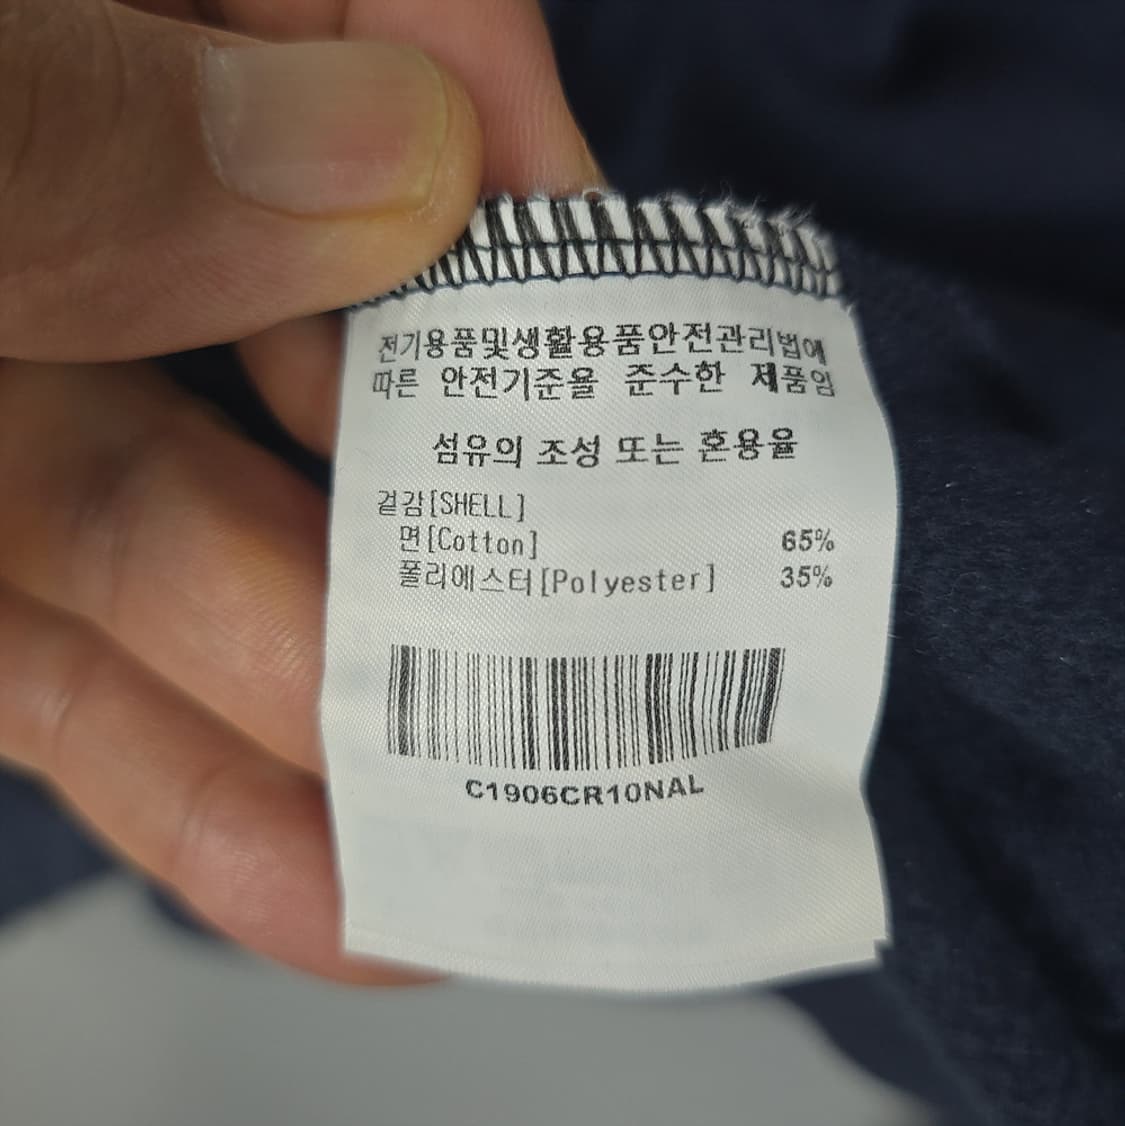 전기용품및생활용품안전관리법에
따른 안전기준을 준수한 제품임
섬유의 조성 또는 혼용율
겉감[SHELL]
면[Cotton] 65%
폴리에스터[Polyester] 35%
C1906CR10NAL